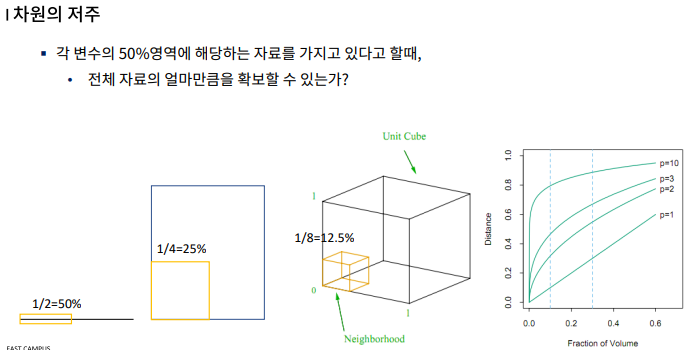 I 차원의 저주
▪ 각 변수의 50%영역에 해당하는 자료를 가지고 있다고 할때,
• 전체 자료의 얼마만큼을 확보할 수 있는가?
1/2=50%
1/4=25%
Unit Cube
1
1/8=12.5%
0
1
Neighborhood
Distance
1.0
0.8
0.6
0.4
0.2
0.0
p=10
p=3
p=2
p=1
0.0 0.2 0.4 0.6
Fraction of Volume
FAST CAMPUS